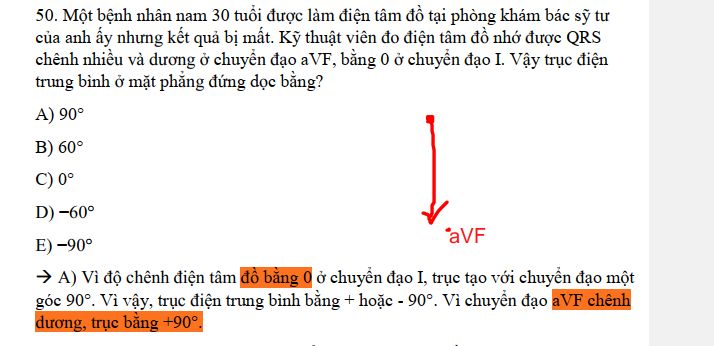 50. Một bệnh nhân nam 30 tuổi được làm điện tâm đồ tại phòng khám bác sỹ tư
của anh ấy nhưng kết quả bị mất. Kỹ thuật viên đo điện tâm đồ nhớ được QRS
chênh nhiều và dương ở chuyển đạo aVF, bằng 0 ở chuyển đạo I. Vậy trục điện
trung bình ở mặt phẳng đứng dọc bằng?
A) 90°
B) 60°
C) 0°
D) −60°
E) −90°
aVF
→ A) Vì độ chênh điện tâm đồ bằng 0 ở chuyển đạo I, trục tạo với chuyển đạo một
góc 90°. Vì vậy, trục điện trung bình bằng + hoặc - 90°. Vì chuyển đạo aVF chênh
dương, trục bằng +90°.